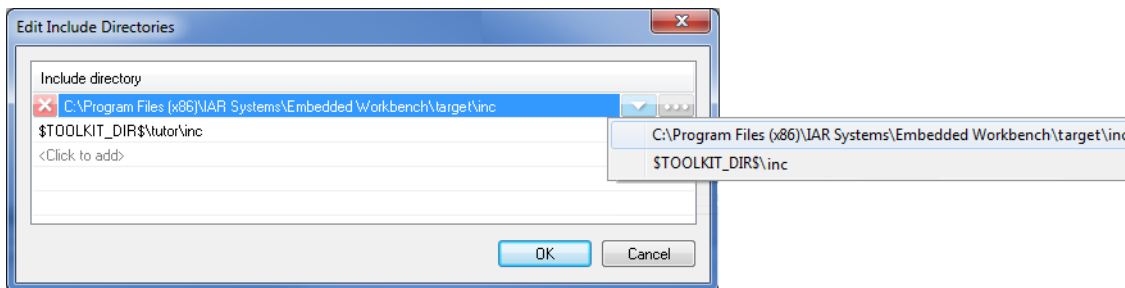 Edit Include Directories
Include directory
C:\Program Files (x86)\IAR Systems\Embedded Workbench\target\inc
$TOOLKIT_DIR$\tutor\inc
<Click to add>
C:\Program Files (x86)\IAR Systems\Embedded Workbench\target\inc
$TOOLKIT_DIR$\inc
OK
Cancel